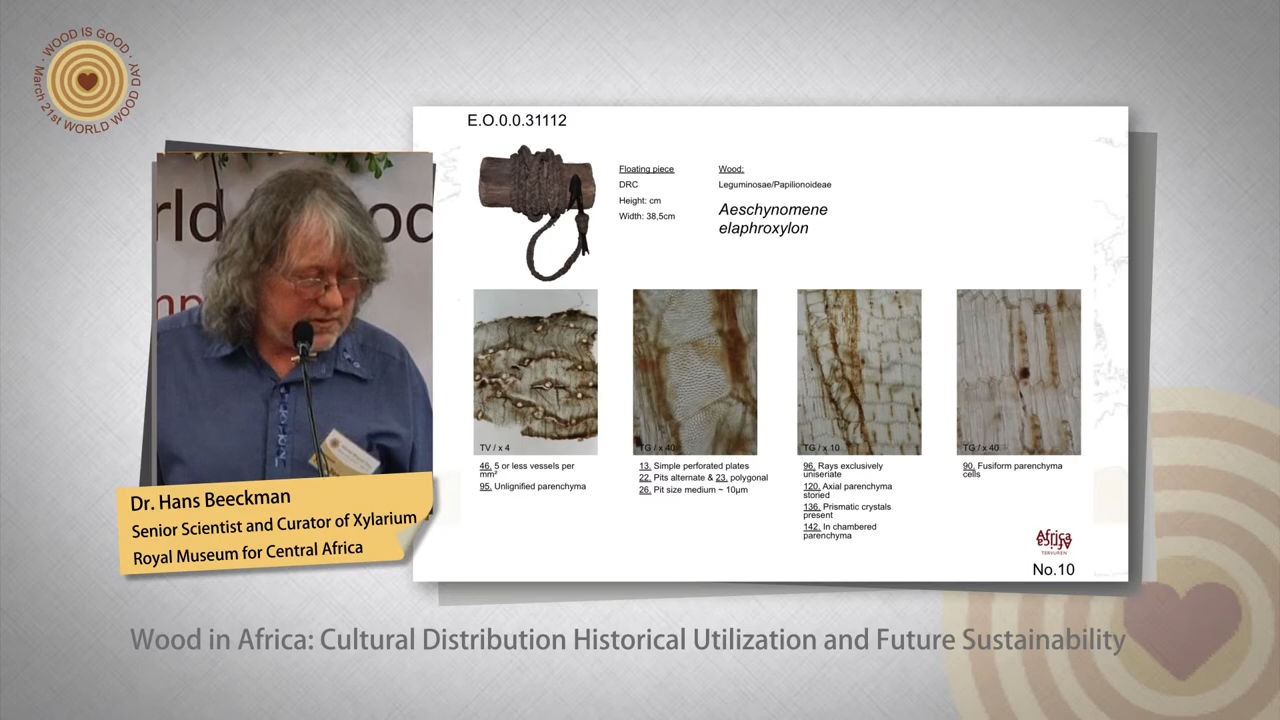 WOOD IS GOOD · March 21st WORLD WOOD DAY ·
E.O.0.0.31112
Floating piece
DRC
Height: cm
Width: 38,5cm
Wood:
Leguminosae/Papilionoideae
Aeschynomene
elaphroxylon
TV / x 4
TG / x 40
TG / x 10
TG / x 40
46. 5 or less vessels per
mm²
95. Unlignified parenchyma
13. Simple perforated plates
22. Pits alternate & 23. polygonal
26. Pit size medium ~ 10µm
96. Rays exclusively
uniseriate
120. Axial parenchyma
storied
136. Prismatic crystals
present
142. In chambered
parenchyma
90. Fusiform parenchyma
cells
Africa
TERVUREN
No.10
Dr. Hans Beeckman
Senior Scientist and Curator of Xylarium
Royal Museum for Central Africa
Wood in Africa: Cultural Distribution Historical Utilization and Future Sustainability